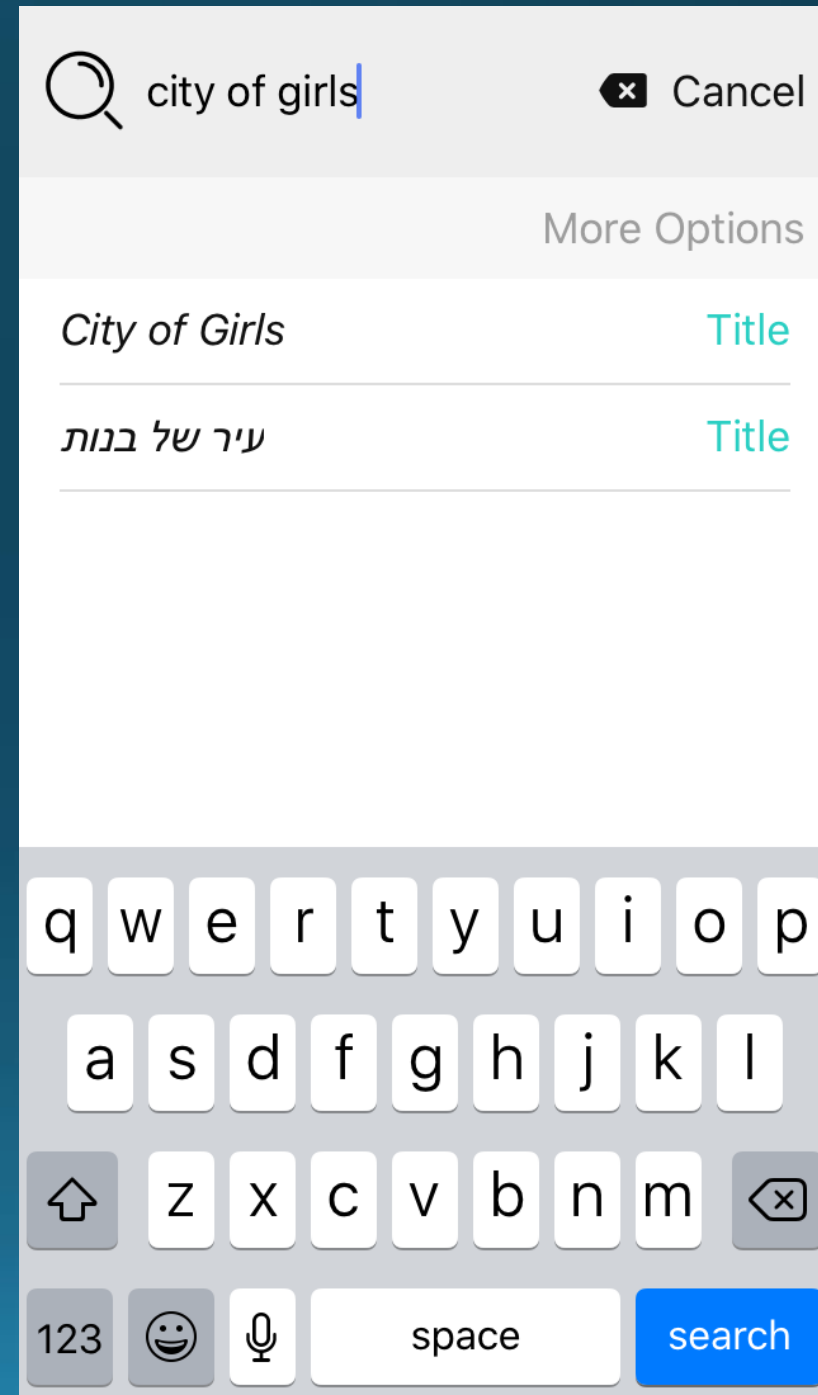 city of girls Cancel
More Options
City of Girls Title
עיר של בנות Title
q w e r t y u i o p
a s d f g h j k l
z x c v b n m
123 space search